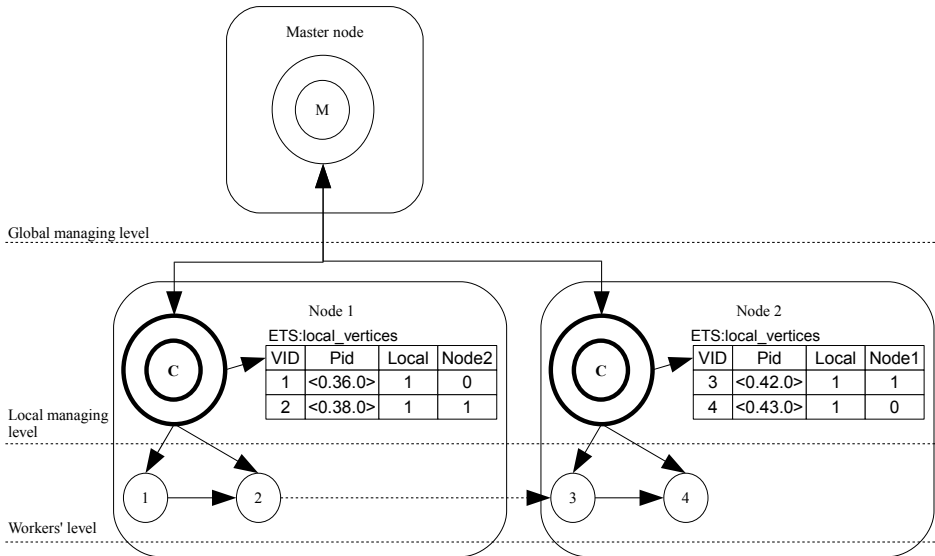 Master node
M
Global managing level
Node 1
ETS:local_vertices
VID Pid Local Node2
1 <0.36.0> 1 0
2 <0.38.0> 1 1
C
Node 2
ETS:local_vertices
VID Pid Local Node1
3 <0.42.0> 1 1
4 <0.43.0> 1 0
C
Local managing
level
1 2 3 4
Workers' level